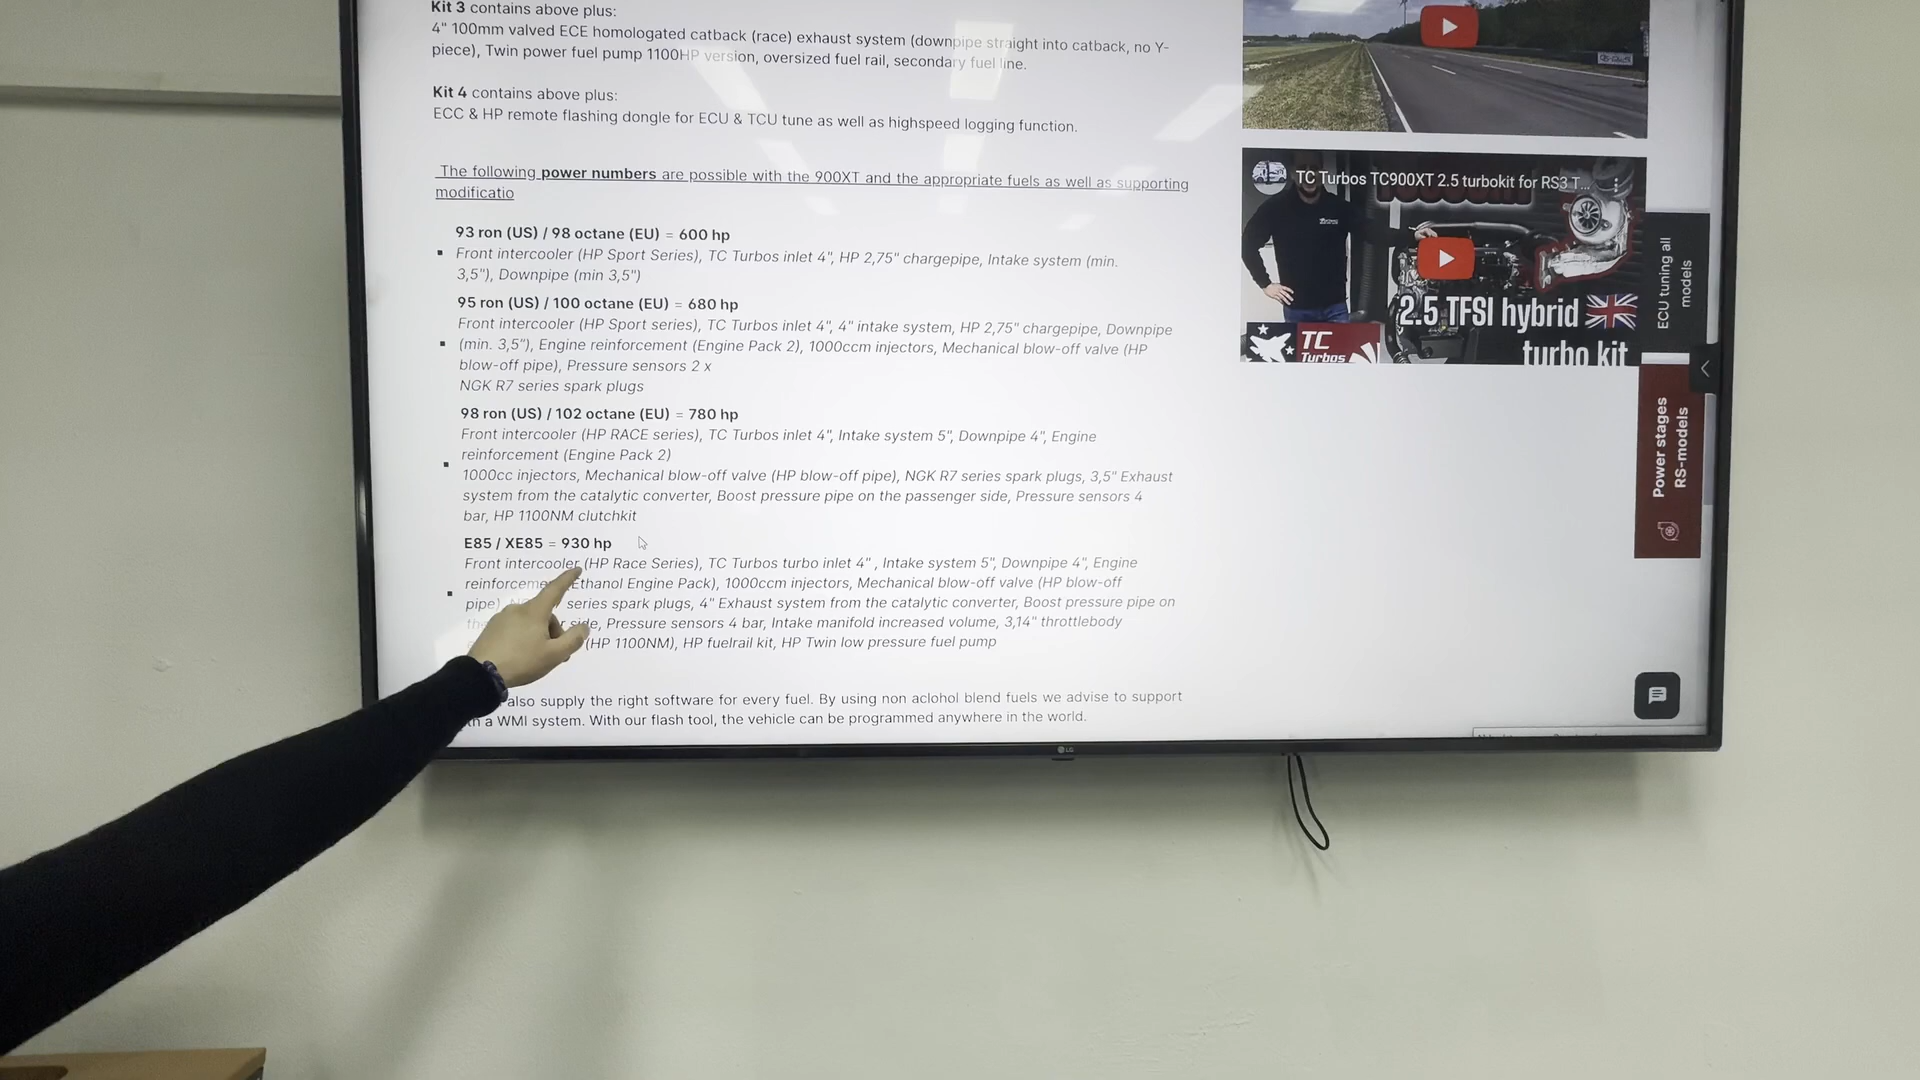 Kit 3 contains above plus:
4" 100mm valved ECE homologated catback (race) exhaust system (downpipe straight into catback, no Y-
piece), Twin power fuel pump 1100HP version, oversized fuel rail, secondary fuel line.
Kit 4 contains above plus:
ECC & HP remote flashing dongle for ECU & TCU tune as well as highspeed logging function.
The following power numbers are possible with the 900XT and the appropriate fuels as well as supporting
modificatio
93 ron (US) / 98 octane (EU) = 600 hp
Front intercooler (HP Sport Series), TC Turbos inlet 4", HP 2,75" chargepipe, Intake system (min.
3,5"), Downpipe (min 3,5")
95 ron (US) / 100 octane (EU) = 680 hp
Front intercooler (HP Sport series), TC Turbos inlet 4", 4" intake system, HP 2,75" chargepipe, Downpipe
(min. 3,5"), Engine reinforcement (Engine Pack 2), 1000ccm injectors, Mechanical blow-off valve (HP
blow-off pipe), Pressure sensors 2 x
NGK R7 series spark plugs
98 ron (US) / 102 octane (EU) = 780 hp
Front intercooler (HP RACE series), TC Turbos inlet 4", Intake system 5", Downpipe 4", Engine
reinforcement (Engine Pack 2)
1000cc injectors, Mechanical blow-off valve (HP blow-off pipe), NGK R7 series spark plugs, 3,5" Exhaust
system from the catalytic converter, Boost pressure pipe on the passenger side, Pressure sensors 4
bar, HP 1100NM clutchkit
E85 / XE85 = 930 hp
Front intercooler (HP Race Series), TC Turbos turbo inlet 4" , Intake system 5", Downpipe 4", Engine
Ethanol Engine Pack), 1000ccm injectors, Mechanical blow-off valve (HP blow-off
pipe), series spark plugs, 4" Exhaust system from the catalytic converter, Boost pressure pipe on
side, Pressure sensors 4 bar, Intake manifold increased volume, 3,14" throttlebody
(HP 1100NM), HP fuelrail kit, HP Twin low pressure fuel pump
also supply the right software for every fuel. By using non aclohol blend fuels we advise to support
a WMI system. With our flash tool, the vehicle can be programmed anywhere in the world.
TC Turbos TC900XT 2.5 turbokit for RS3 T...
2.5 TFSI hybrid
turbo kit
TC
Turbos
ECU tuning all
models
Power stages
RS-models
LG